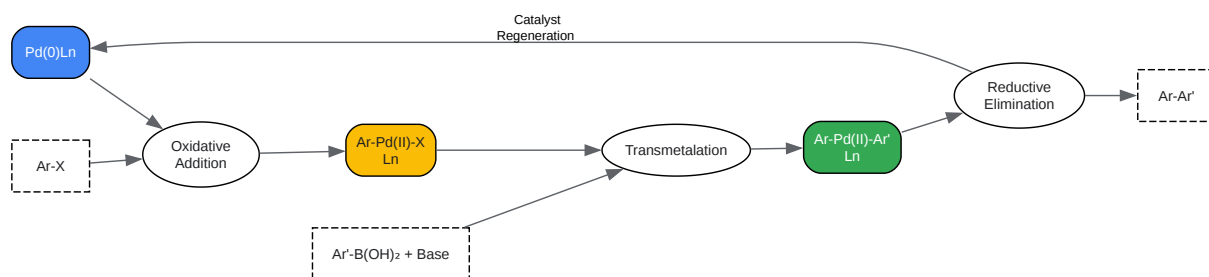 Catalyst
Regeneration
Pd(0)Ln
Ar-X
Oxidative
Addition
Ar-Pd(II)-X
Ln
Ar'-B(OH)₂ + Base
Transmetalation
Ar-Pd(II)-Ar'
Ln
Reductive
Elimination
Ar-Ar'